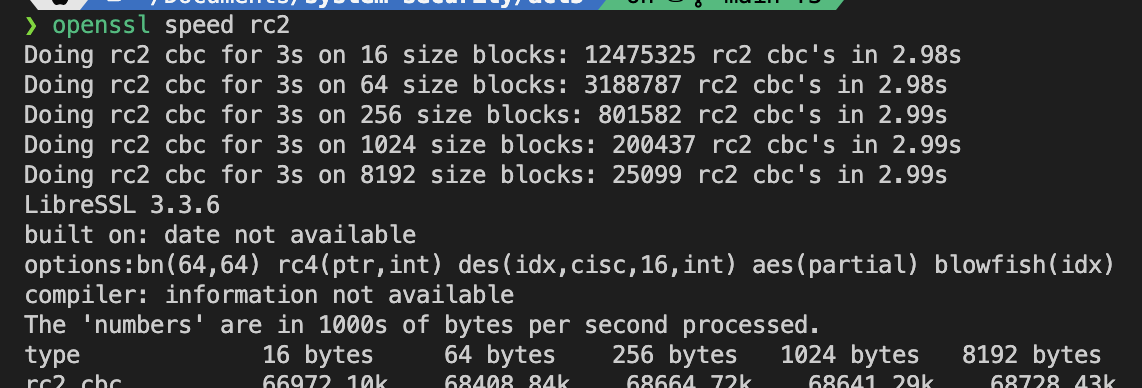 ~/Documents/system-security/act3 on main !3
❯ openssl speed rc2
Doing rc2 cbc for 3s on 16 size blocks: 12475325 rc2 cbc's in 2.98s
Doing rc2 cbc for 3s on 64 size blocks: 3188787 rc2 cbc's in 2.98s
Doing rc2 cbc for 3s on 256 size blocks: 801582 rc2 cbc's in 2.99s
Doing rc2 cbc for 3s on 1024 size blocks: 200437 rc2 cbc's in 2.99s
Doing rc2 cbc for 3s on 8192 size blocks: 25099 rc2 cbc's in 2.99s
LibreSSL 3.3.6
built on: date not available
options:bn(64,64) rc4(ptr,int) des(idx,cisc,16,int) aes(partial) blowfish(idx)
compiler: information not available
The 'numbers' are in 1000s of bytes per second processed.
type 16 bytes 64 bytes 256 bytes 1024 bytes 8192 bytes
rc2 cbc 66972.10k 68408.84k 68664.72k 68641.29k 68728.43k